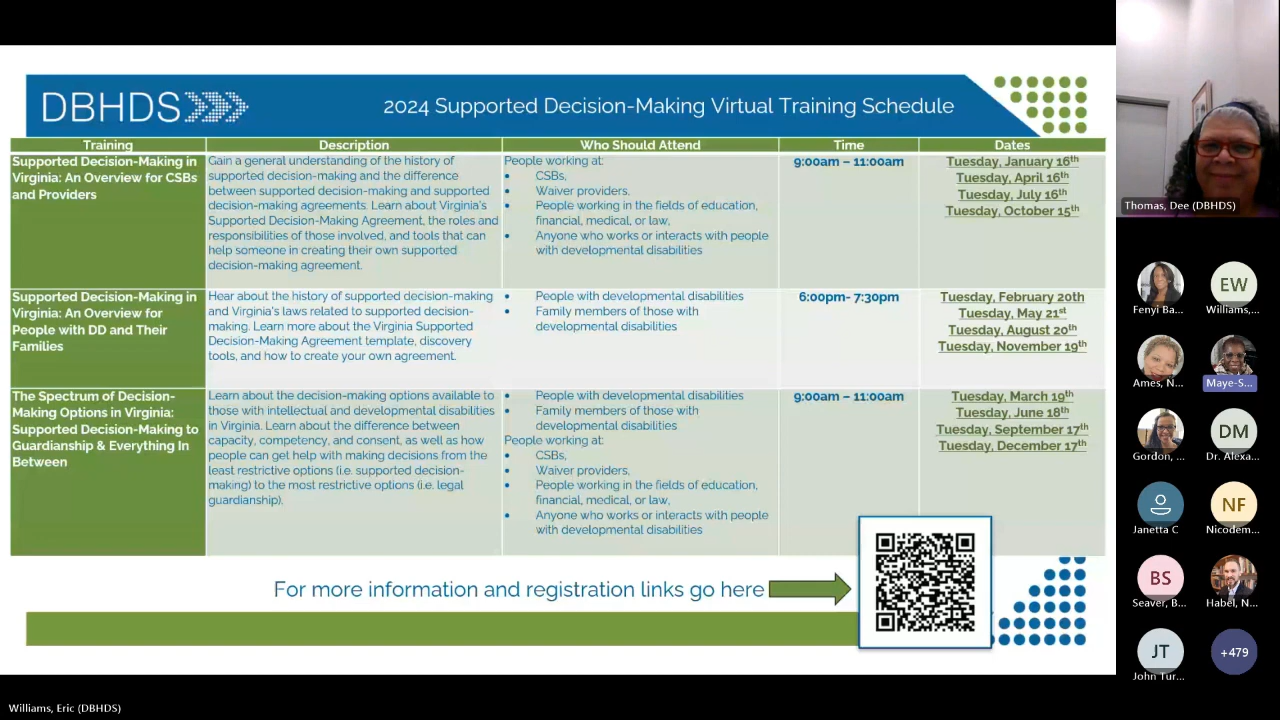 DBHDS
2024 Supported Decision-Making Virtual Training Schedule
Training
Description
Who Should Attend
Time
Dates
Supported Decision-Making in
Virginia: An Overview for CSBs
and Providers
Gain a general understanding of the history of
supported decision-making and the difference
between supported decision-making and supported
decision-making agreements. Learn about Virginia's
Supported Decision-Making Agreement, the roles and
responsibilities of those involved, and tools that can
help someone in creating their own supported
decision-making agreement.
People working at:
• CSBs,
• Waiver providers,
• People working in the fields of education,
financial, medical, or law,
• Anyone who works or interacts with people
with developmental disabilities
9:00am – 11:00am
Tuesday, January 16th
Tuesday, April 16th
Tuesday, July 16th
Tuesday, October 15th
Supported Decision-Making in
Virginia: An Overview for
People with DD and Their
Families
Hear about the history of supported decision-making
and Virginia's laws related to supported decision-
making. Learn more about the Virginia Supported
Decision-Making Agreement template, discovery
tools, and how to create your own agreement.
• People with developmental disabilities
• Family members of those with
developmental disabilities
6:00pm- 7:30pm
Tuesday, February 20th
Tuesday, May 21st
Tuesday, August 20th
Tuesday, November 19th
The Spectrum of Decision-
Making Options in Virginia:
Supported Decision-Making to
Guardianship & Everything In
Between
Learn about the decision-making options available to
those with intellectual and developmental disabilities
in Virginia. Learn about the difference between
capacity, competency, and consent, as well as how
people can get help with making decisions from the
least restrictive options (i.e. supported decision-
making) to the most restrictive options (i.e. legal
guardianship).
• People with developmental disabilities
• Family members of those with
developmental disabilities
People working at:
• CSBs,
• Waiver providers,
• People working in the fields of education,
financial, medical, or law,
• Anyone who works or interacts with people
with developmental disabilities
9:00am – 11:00am
Tuesday, March 19th
Tuesday, June 18th
Tuesday, September 17th
Tuesday, December 17th
For more information and registration links go here
Williams, Eric (DBHDS)
Thomas, Dee (DBHDS)
Fenyi Ba...
EW
Williams,...
Ames, N...
Maye-S...
Gordon, ...
DM
Dr. Alexa...
Janetta C
NF
Nicodem...
BS
Seaver, B...
Habel, N...
JT
John Tur...
+479